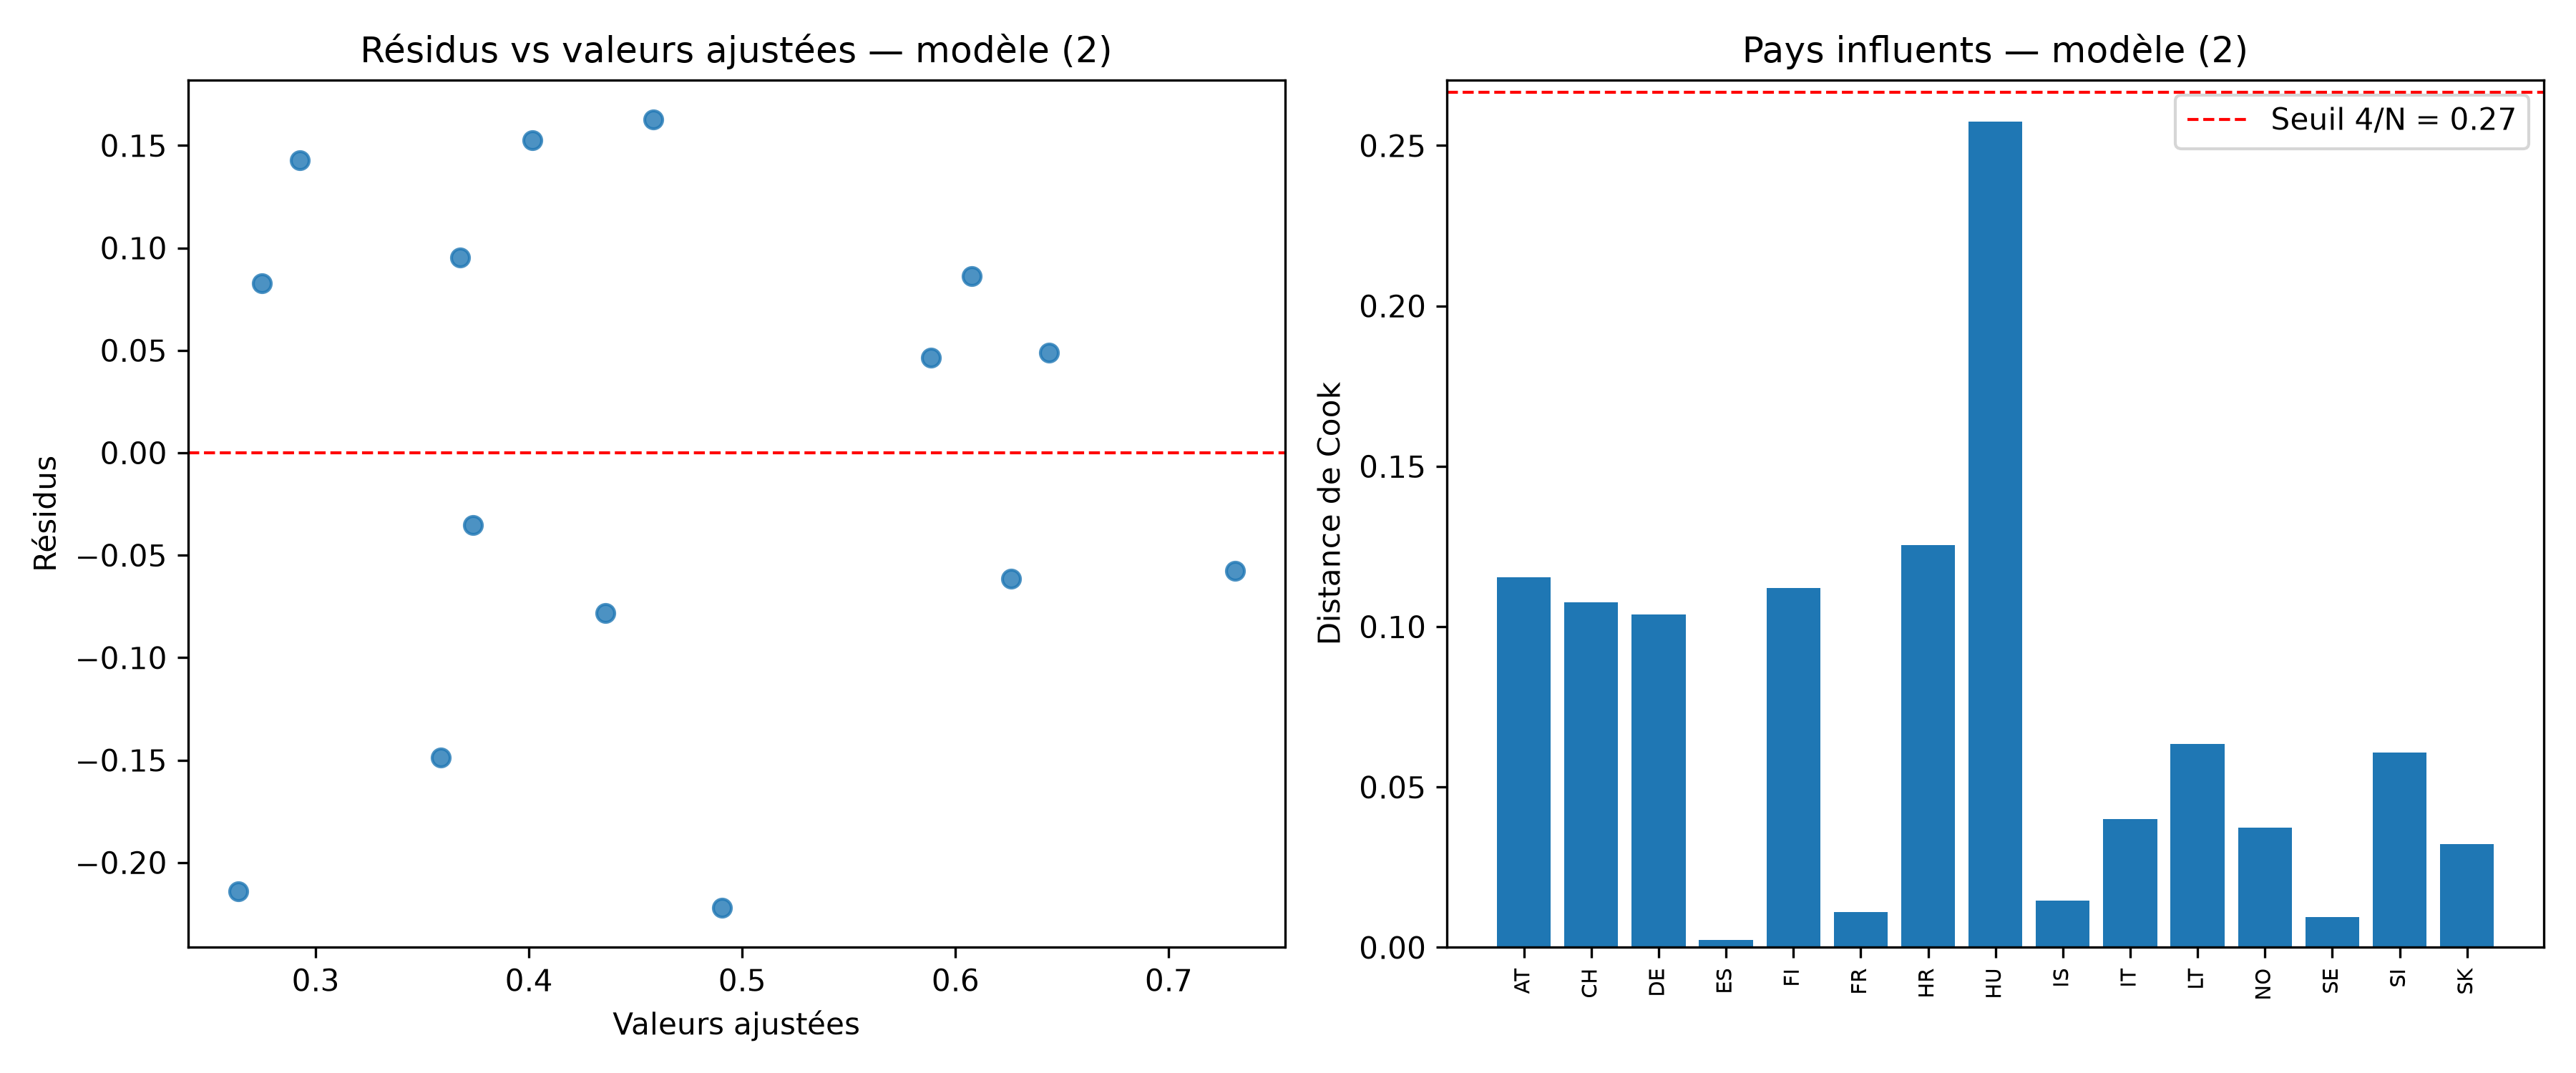 Résidus vs valeurs ajustées — modèle (2)
0.15
0.10
0.05
0.00
−0.05
−0.10
−0.15
−0.20
Résidus
0.3 0.4 0.5 0.6 0.7
Valeurs ajustées
Pays influents — modèle (2)
Seuil 4/N = 0.27
0.25
0.20
0.15
0.10
0.05
0.00
Distance de Cook
AT CH DE ES FI FR HR HU IS IT LT NO SE SI SK